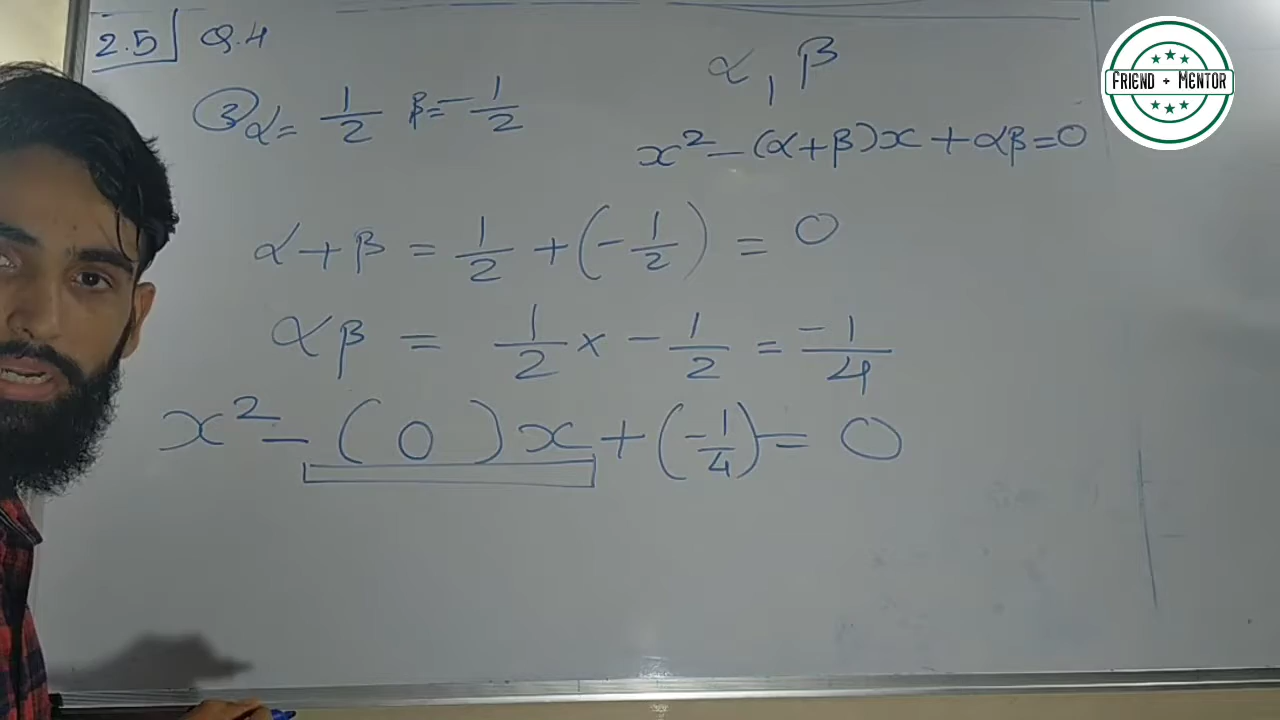 2.5 Q.4
α, β
FRIEND + MENTOR
③ α = 1/2 β = -1/2
x² - (α+β)x + αβ = 0
α + β = 1/2 + (-1/2) = 0
αβ = 1/2 × -1/2 = -1/4
x² - (0)x + (-1/4) = 0